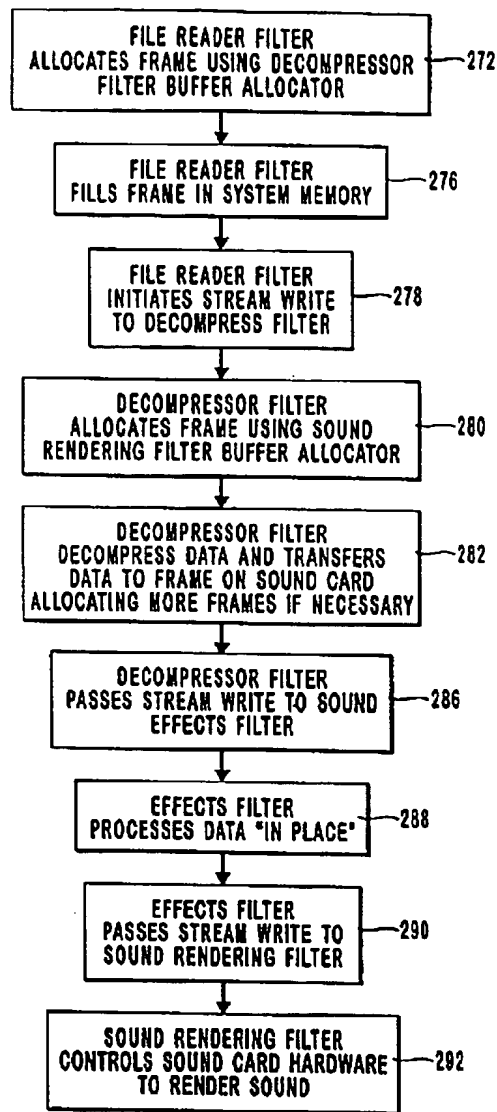 FILE READER FILTER
ALLOCATES FRAME USING DECOMPRESSOR
FILTER BUFFER ALLOCATOR
272
FILE READER FILTER
FILLS FRAME IN SYSTEM MEMORY
276
FILE READER FILTER
INITIATES STREAM WRITE
TO DECOMPRESS FILTER
278
DECOMPRESSOR FILTER
ALLOCATES FRAME USING SOUND
RENDERING FILTER BUFFER ALLOCATOR
280
DECOMPRESSOR FILTER
DECOMPRESS DATA AND TRANSFERS
DATA TO FRAME ON SOUND CARD
ALLOCATING MORE FRAMES IF NECESSARY
282
DECOMPRESSOR FILTER
PASSES STREAM WRITE TO SOUND
EFFECTS FILTER
286
EFFECTS FILTER
PROCESSES DATA "IN PLACE"
288
EFFECTS FILTER
PASSES STREAM WRITE TO
SOUND RENDERING FILTER
290
SOUND RENDERING FILTER
CONTROLS SOUND CARD HARDWARE
TO RENDER SOUND
292